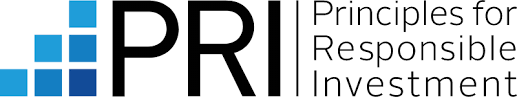 PRI
Principles for
Responsible
Investment